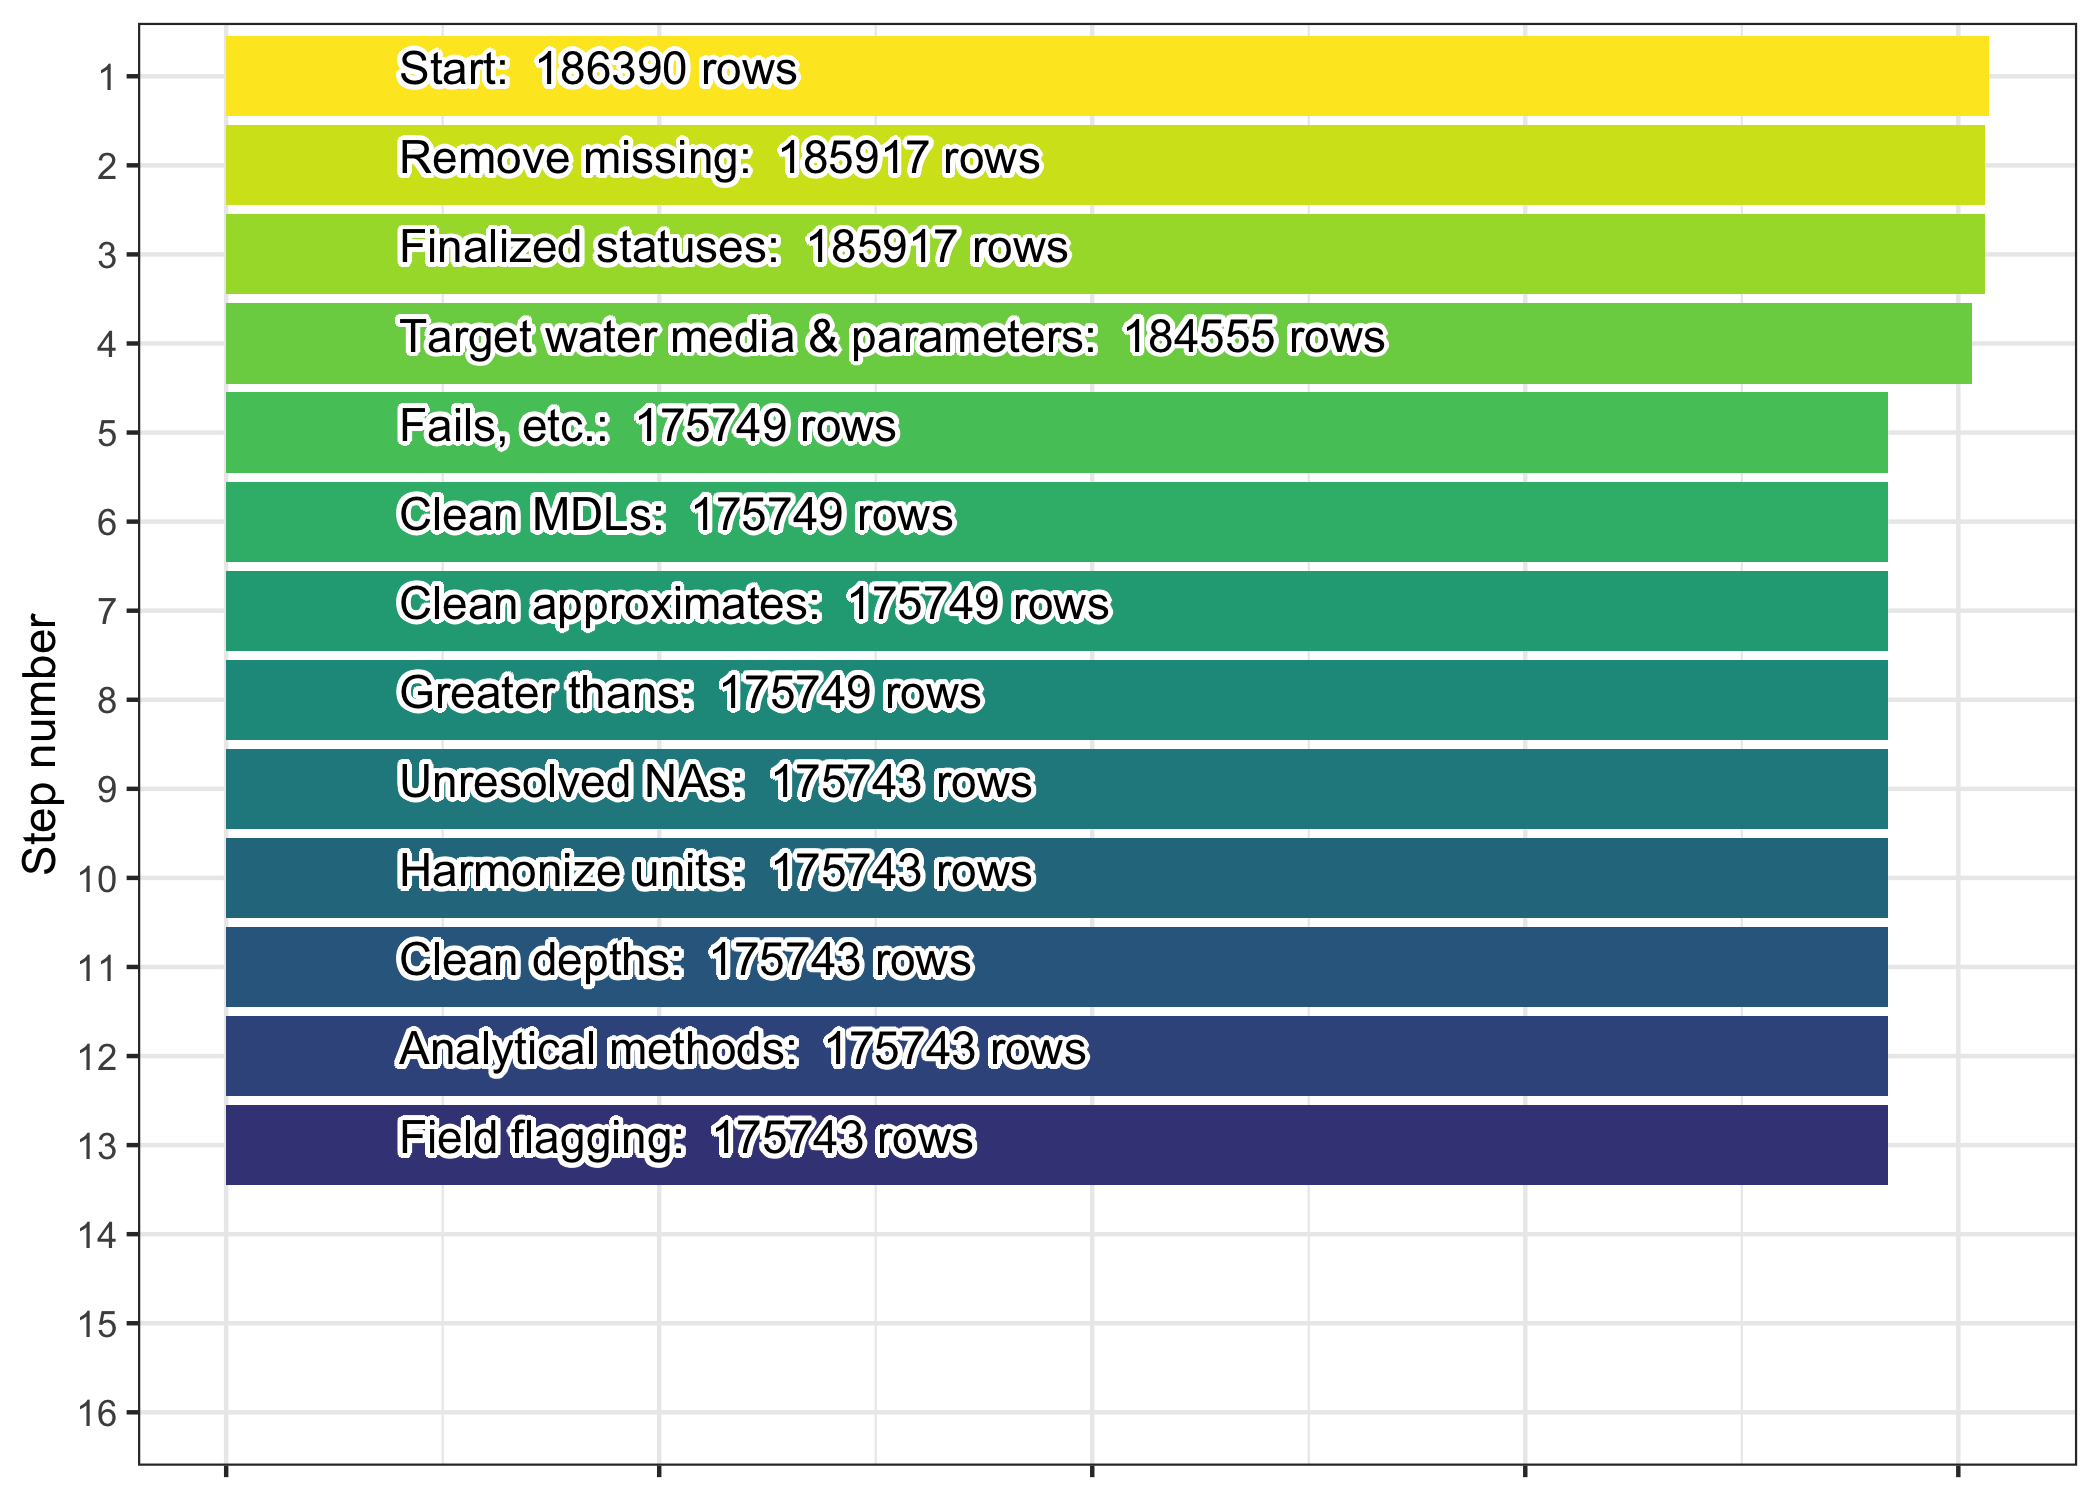 Step number
1
Start:  186390 rows
2
Remove missing:  185917 rows
3
Finalized statuses:  185917 rows
4
Target water media & parameters:  184555 rows
5
Fails, etc.:  175749 rows
6
Clean MDLs:  175749 rows
7
Clean approximates:  175749 rows
8
Greater thans:  175749 rows
9
Unresolved NAs:  175743 rows
10
Harmonize units:  175743 rows
11
Clean depths:  175743 rows
12
Analytical methods:  175743 rows
13
Field flagging:  175743 rows
14
15
16